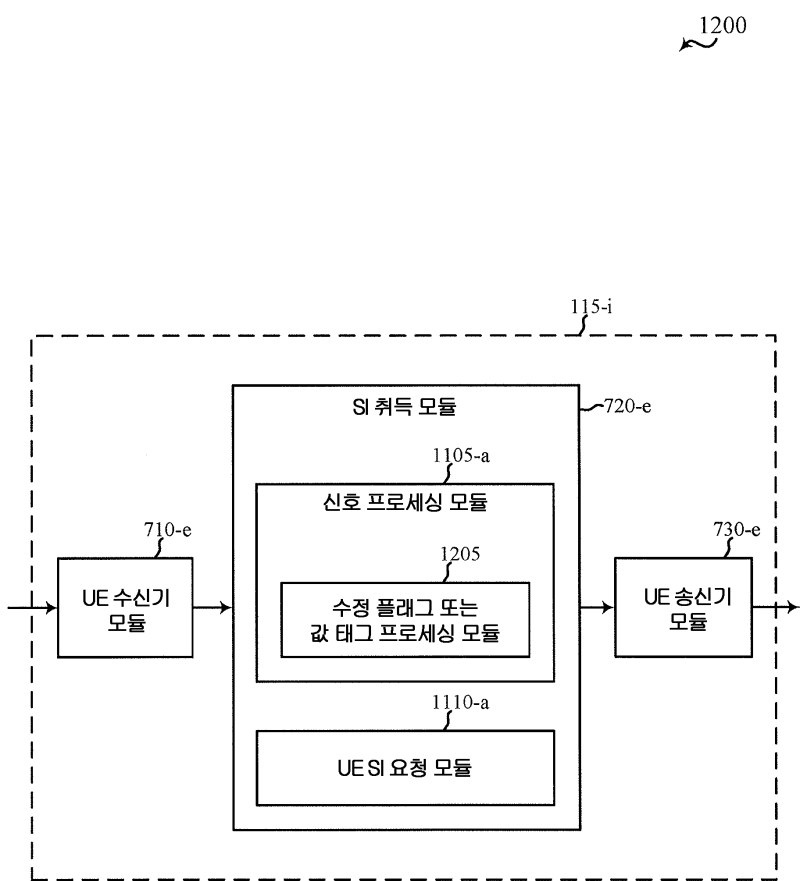 1200
115-i
SI 취득 모듈
720-e
1105-a
신호 프로세싱 모듈
710-e
730-e
1205
UE 수신기
모듈
수정 플래그 또는
값 태그 프로세싱 모듈
UE 송신기
모듈
1110-a
UE SI 요청 모듈